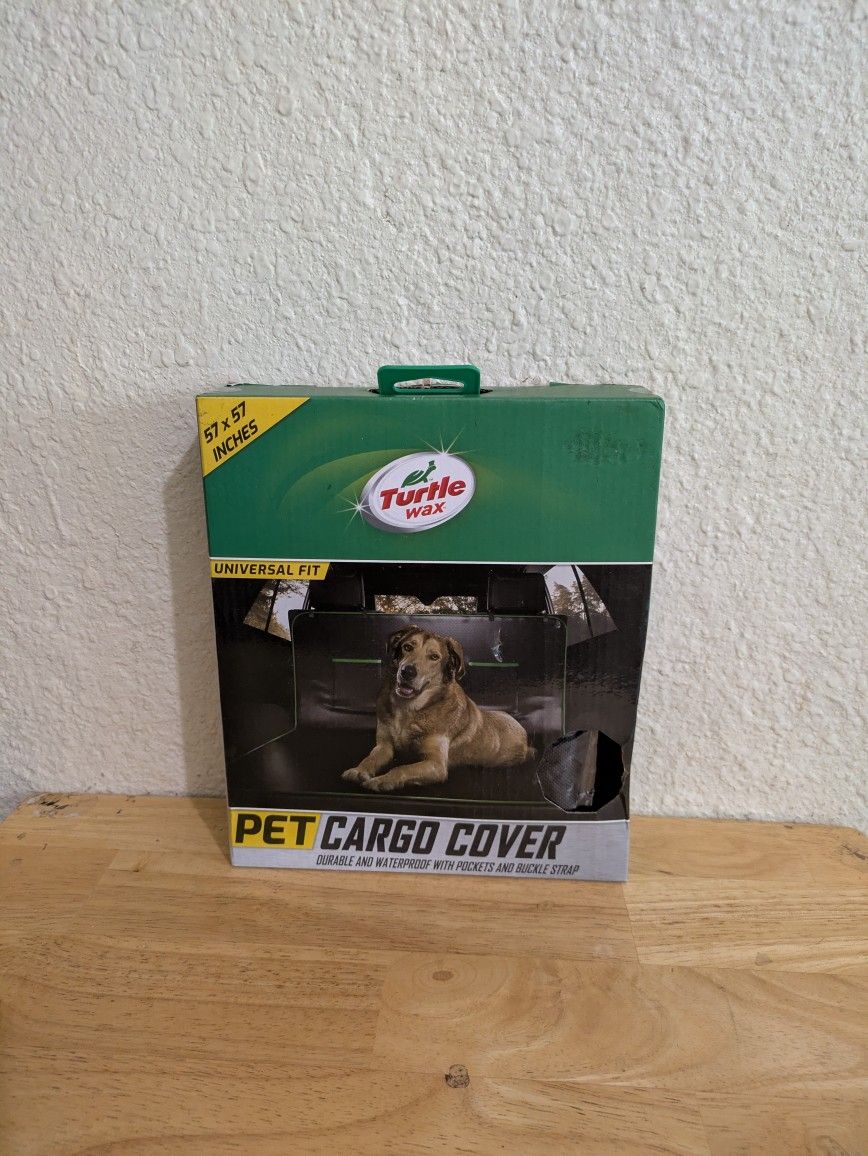 57 x 57
INCHES
Turtle
wax
UNIVERSAL FIT
PET CARGO COVER
DURABLE AND WATERPROOF WITH POCKETS AND BUCKLE STRAP